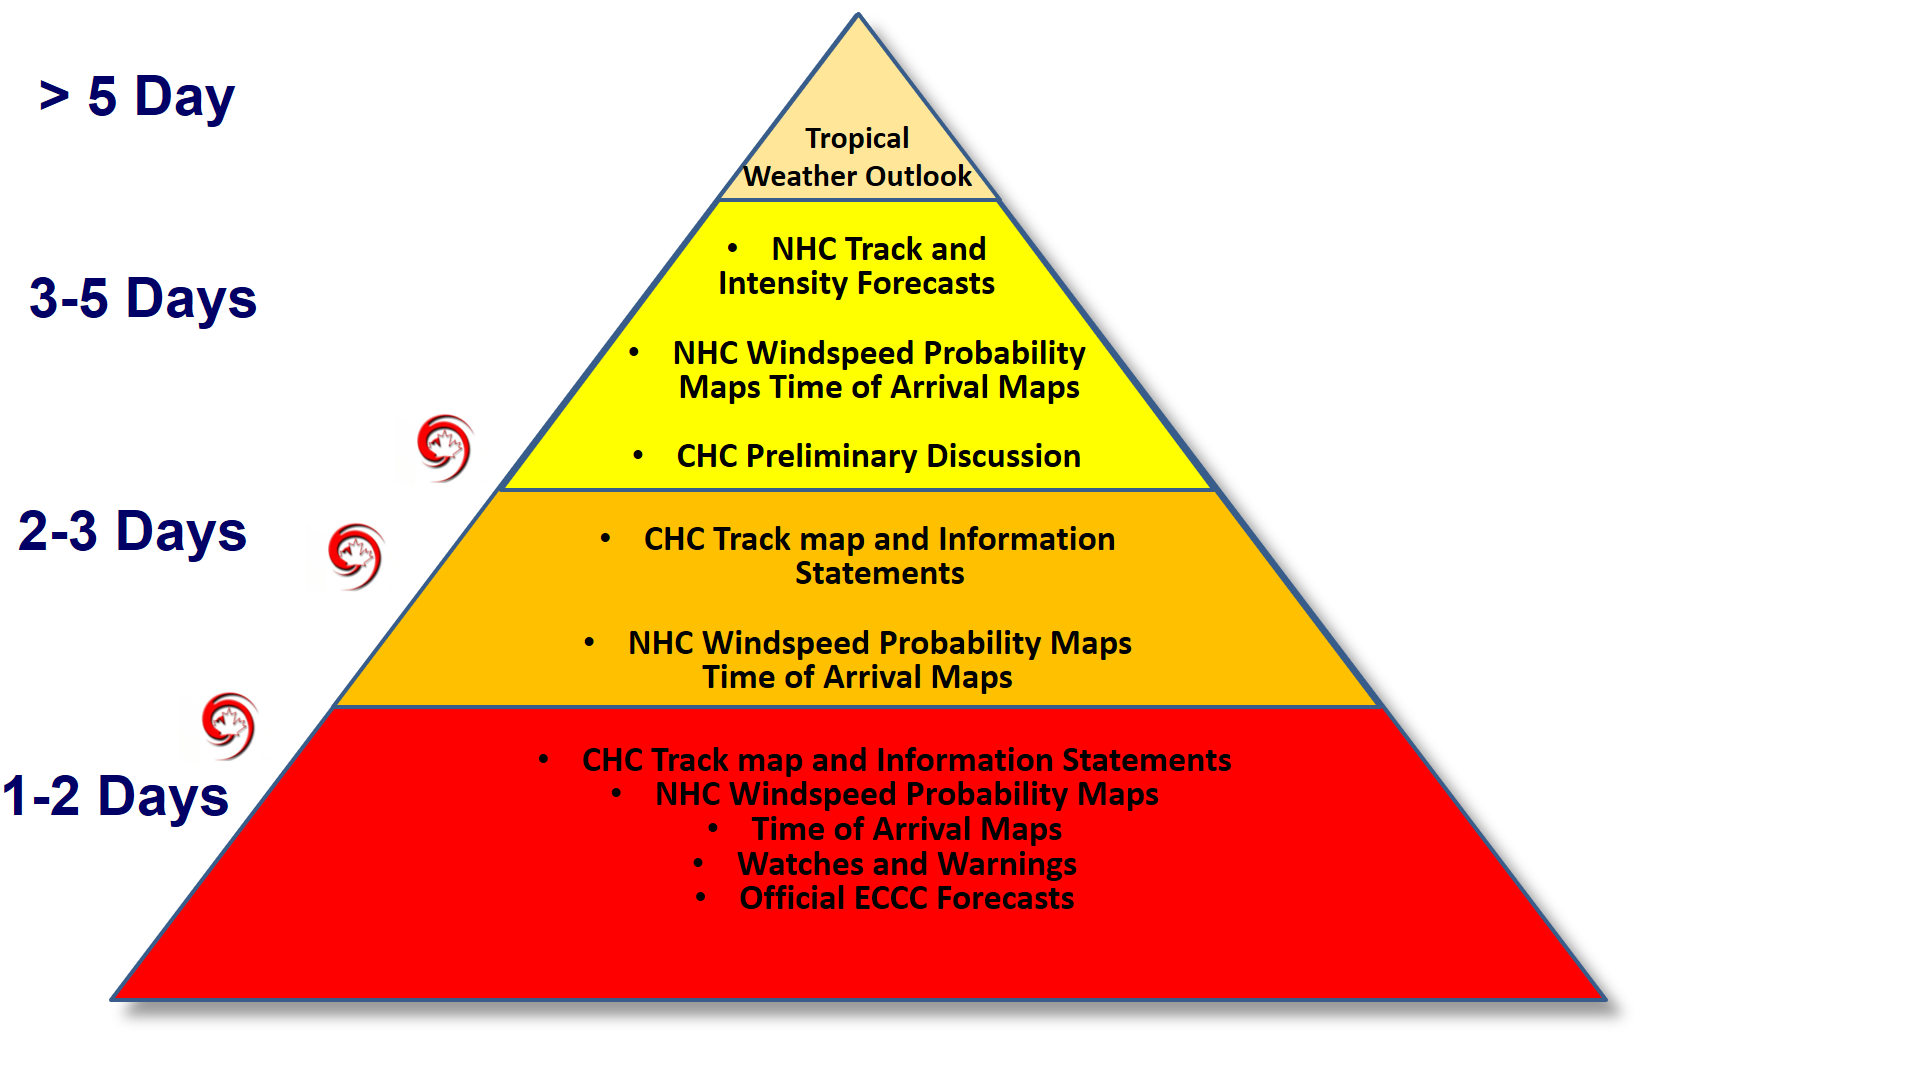 > 5 Day
Tropical
Weather Outlook
3-5 Days
• NHC Track and
Intensity Forecasts
• NHC Windspeed Probability
Maps Time of Arrival Maps
• CHC Preliminary Discussion
2-3 Days
• CHC Track map and Information
Statements
• NHC Windspeed Probability Maps
Time of Arrival Maps
1-2 Days
• CHC Track map and Information Statements
• NHC Windspeed Probability Maps
• Time of Arrival Maps
• Watches and Warnings
• Official ECCC Forecasts